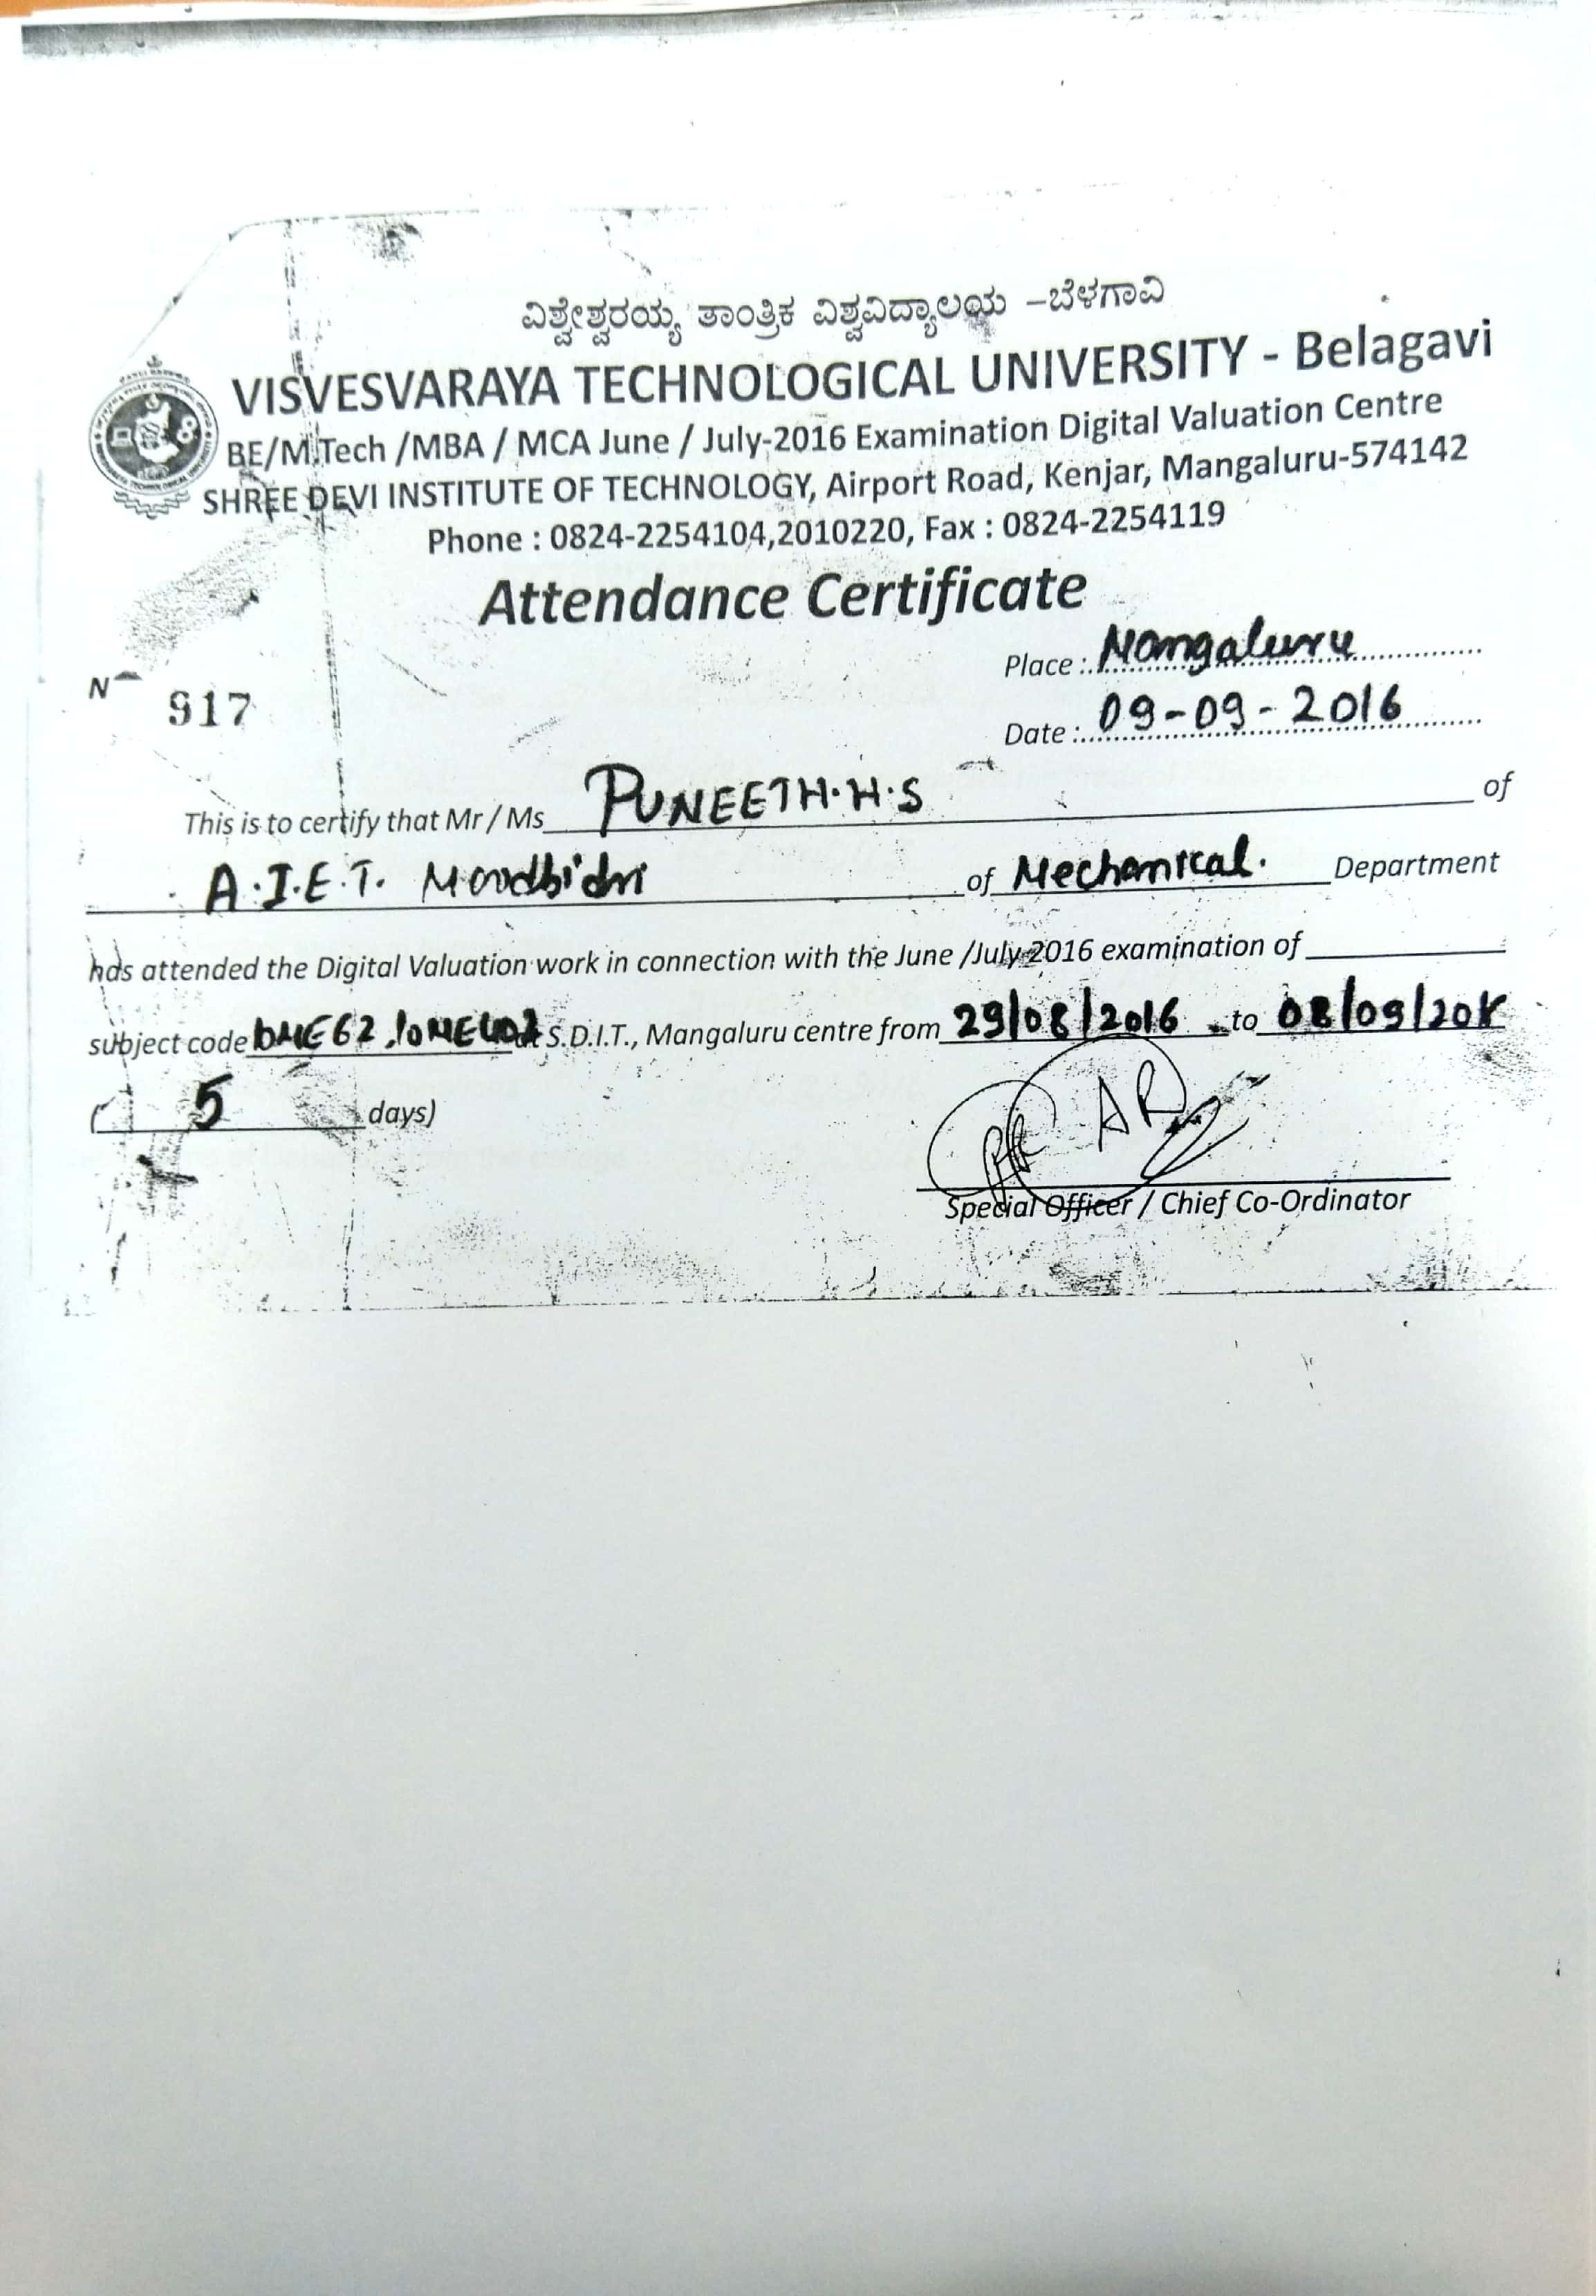 ವಿಶ್ವೇಶ್ವರಯ್ಯ ತಾಂತ್ರಿಕ ವಿಶ್ವವಿದ್ಯಾಲಯ –ಬೆಳಗಾವಿ
VISVESVARAYA TECHNOLOGICAL UNIVERSITY - Belagavi
BE/M.Tech /MBA / MCA June / July-2016 Examination Digital Valuation Centre
SHREE DEVI INSTITUTE OF TECHNOLOGY, Airport Road, Kenjar, Mangaluru-574142
Phone : 0824-2254104,2010220, Fax : 0824-2254119
Attendance Certificate
Place : Mangaluru
917
Date : 09-09-2016
This is to certify that Mr / Ms PUNEETH.H.S of
A.I.E.T. Moodbidri of Mechanical. Department
has attended the Digital Valuation work in connection with the June /July-2016 examination of
subject code S.D.I.T., Mangaluru centre from 29/08/2016 to 08/09/201
( 5 days)
AR
Special Officer / Chief Co-Ordinator